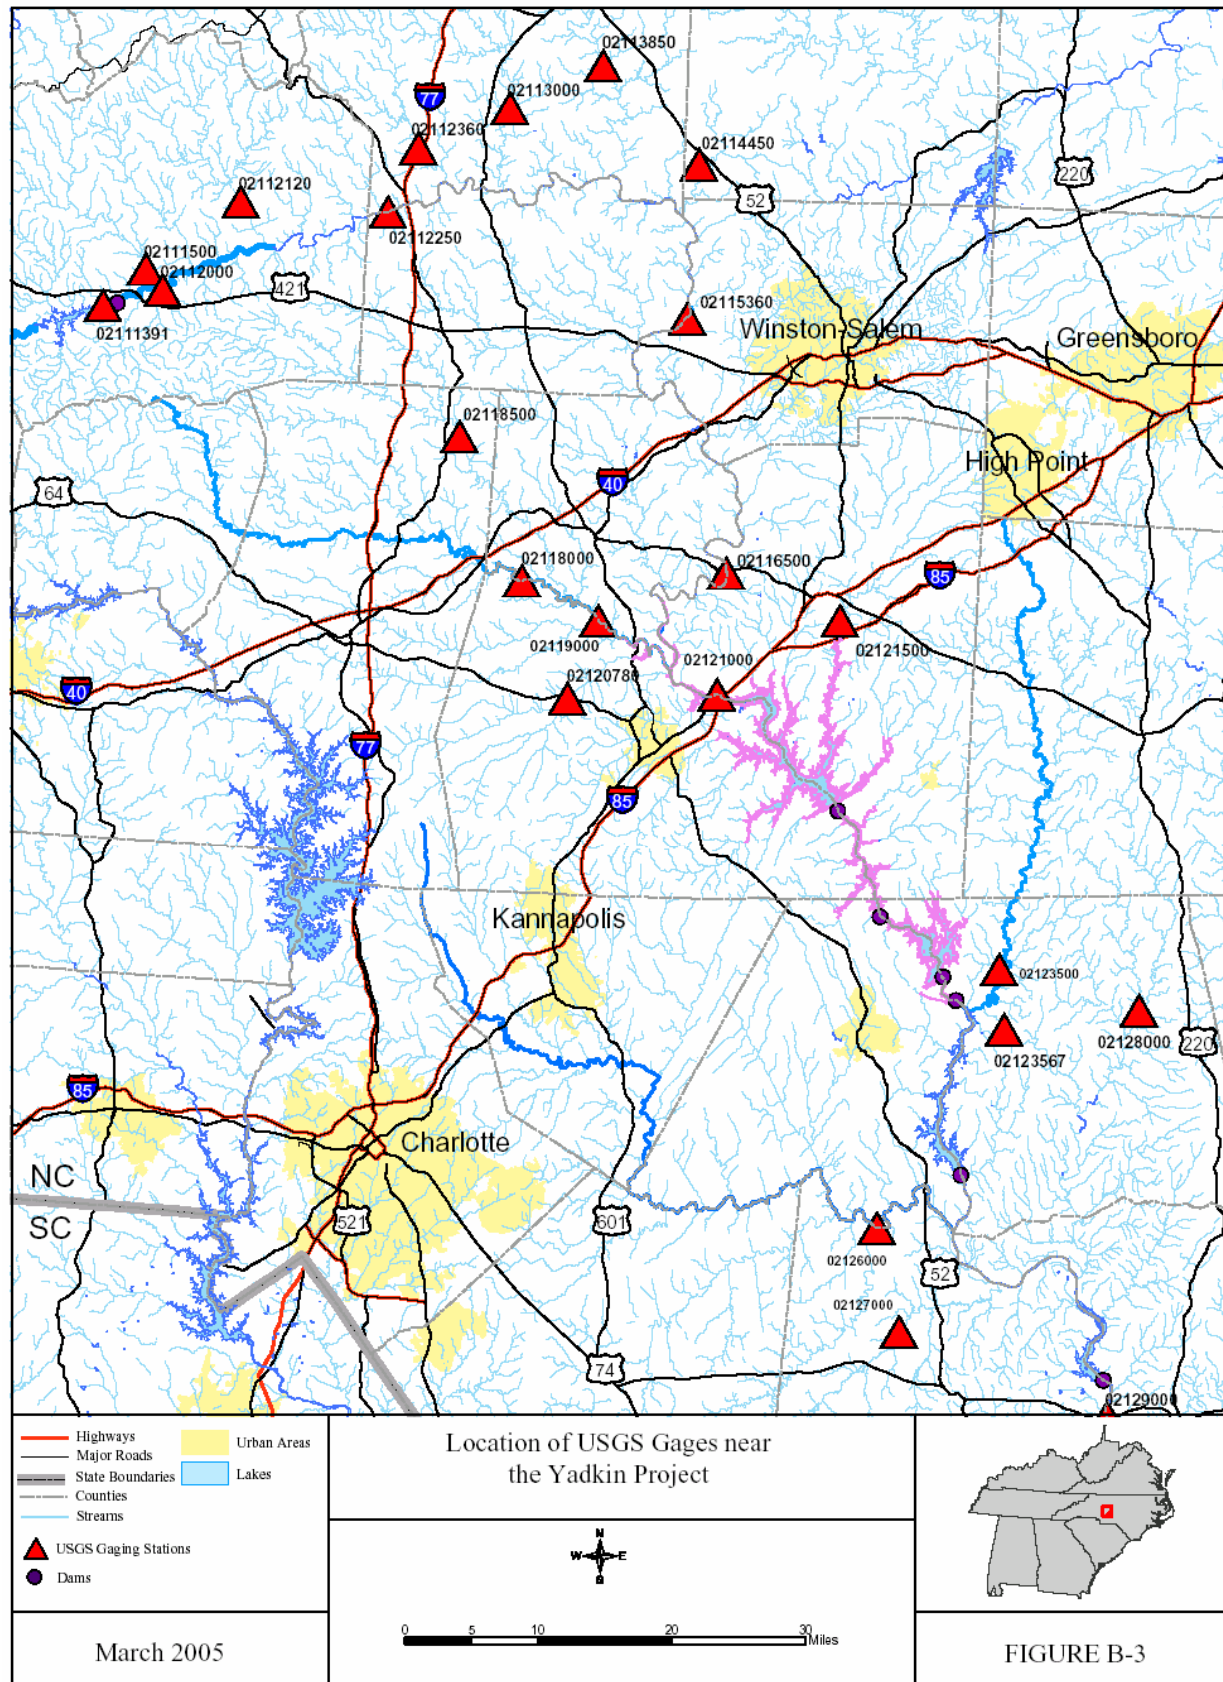 02113850
77
02113000
02112360
02114450
220
02112120
52
02112250
02111500
02112000
421
02115360
Winston-Salem
Greensboro
02111391
02118500
High Point
40
64
02118000
02116500
85
02119000
02121500
02120780
02121000
40
77
85
Kannapolis
02123500
02128000
220
02123567
85
Charlotte
NC
SC
521
601
02126000
52
02127000
74
02129000
Highways
Major Roads
State Boundaries
Counties
Streams
Urban Areas
Lakes
USGS Gaging Stations
Dams
Location of USGS Gages near
the Yadkin Project
N
W E
S
0 5 10 20 30
Miles
March 2005
FIGURE B-3